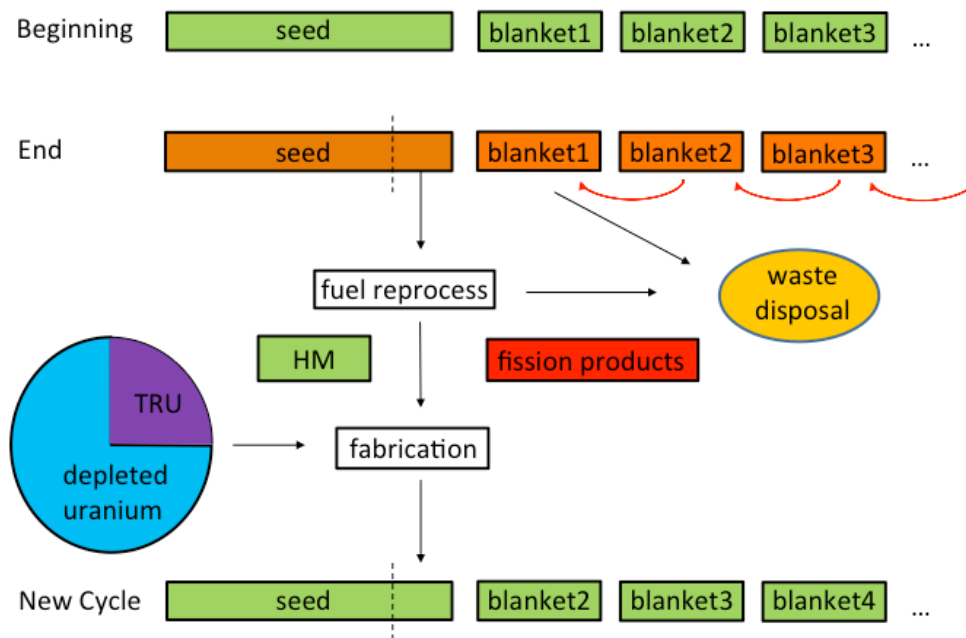 Beginning
seed
blanket1
blanket2
blanket3
...
End
seed
blanket1
blanket2
blanket3
...
fuel reprocess
waste
disposal
HM
fission products
TRU
depleted
uranium
fabrication
New Cycle
seed
blanket2
blanket3
blanket4
...